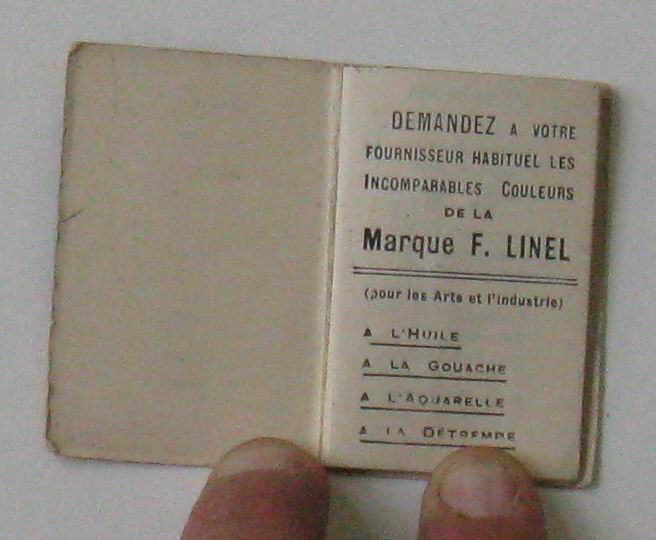 DEMANDEZ A VOTRE
FOURNISSEUR HABITUEL LES
INCOMPARABLES COULEURS
DE LA
Marque F. LINEL
(pour les Arts et l'industrie)
A L'HUILE
A LA GOUACHE
A L'AQUARELLE
A LA DÉTREMPE